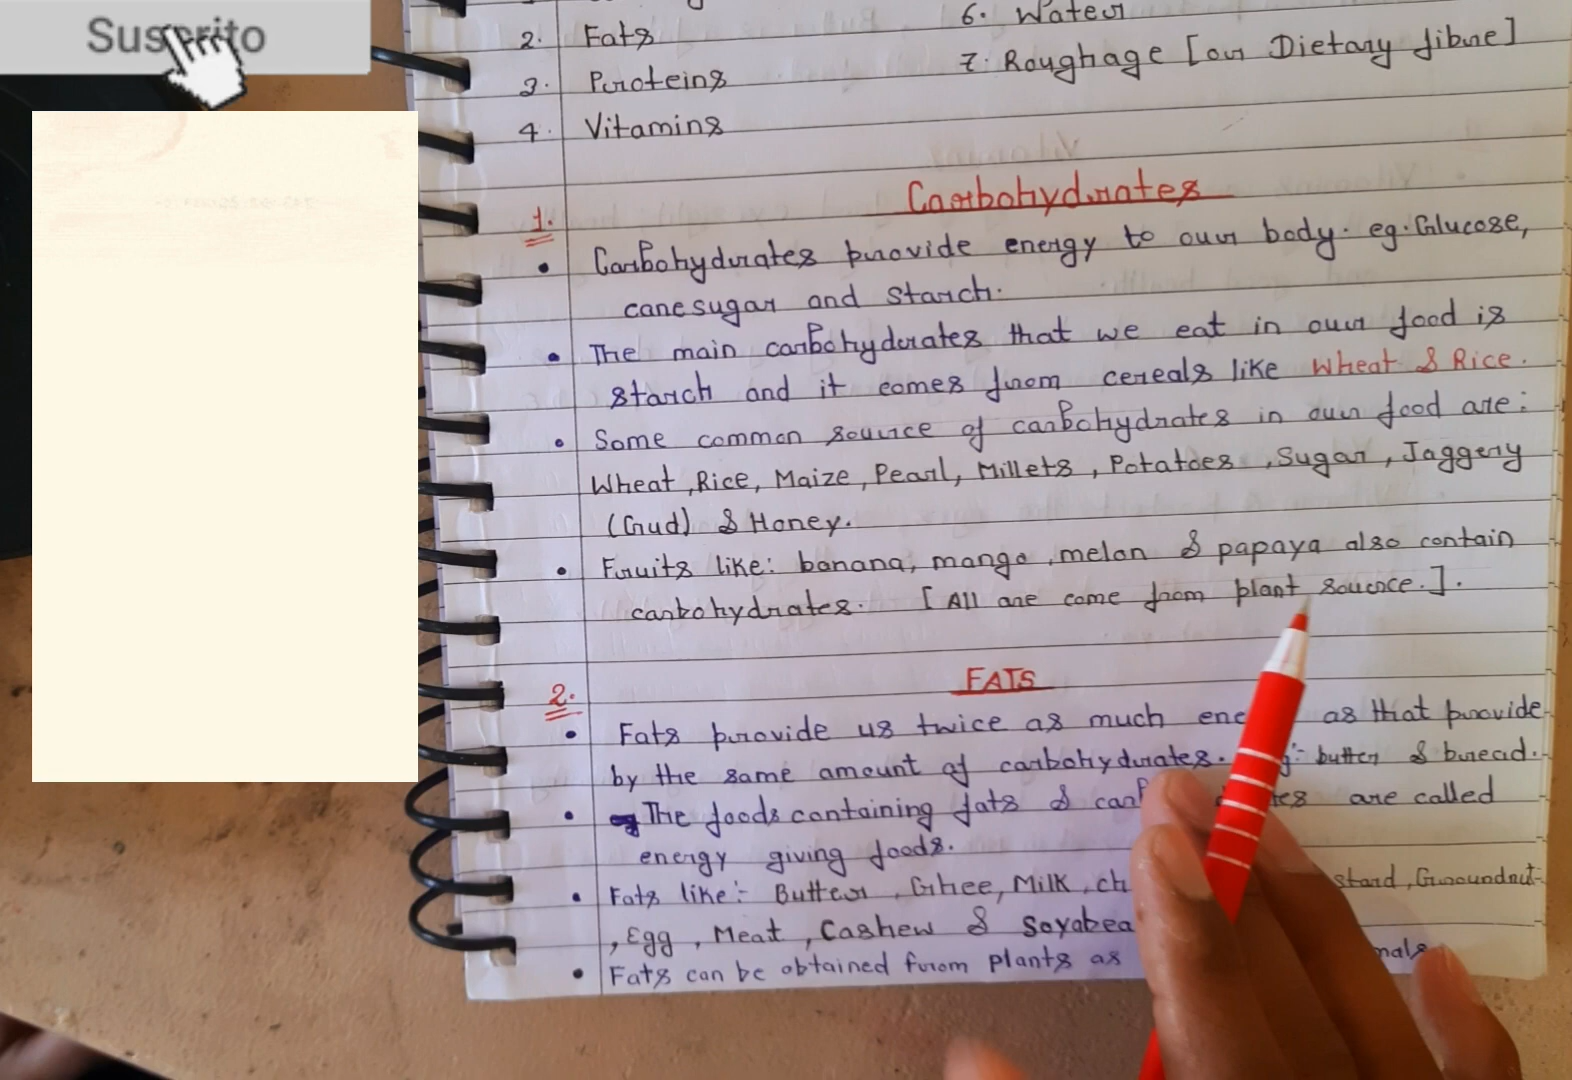 Suscrito
6. Water
2. Fats
7. Roughage [or Dietary fibre]
3. Proteins
4. Vitamins
1. Carbohydrates
• Carbohydrates provide energy to our body. eg. Glucose,
cane sugar and starch.
• The main carbohydrates that we eat in our food is
starch and it comes from cereals like Wheat & Rice.
• Some common source of carbohydrates in our food are:
Wheat, Rice, Maize, Pearl, Millets, Potatoes, Sugar, Jaggery
(Gud) & Honey.
• Fruits like: banana, mango, melan & papaya also contain
carbohydrates. [All are come from plant source.].
2. FATS
• Fats provide us twice as much as that provide
by the same amount of carbohydrates. butter & bread.
• The foods containing fats & are called
energy giving foods.
• Fats like:- Butter, Ghee, Milk, Groundnut
, Egg, Meat, Cashew &
• Fats can be obtained from plants as